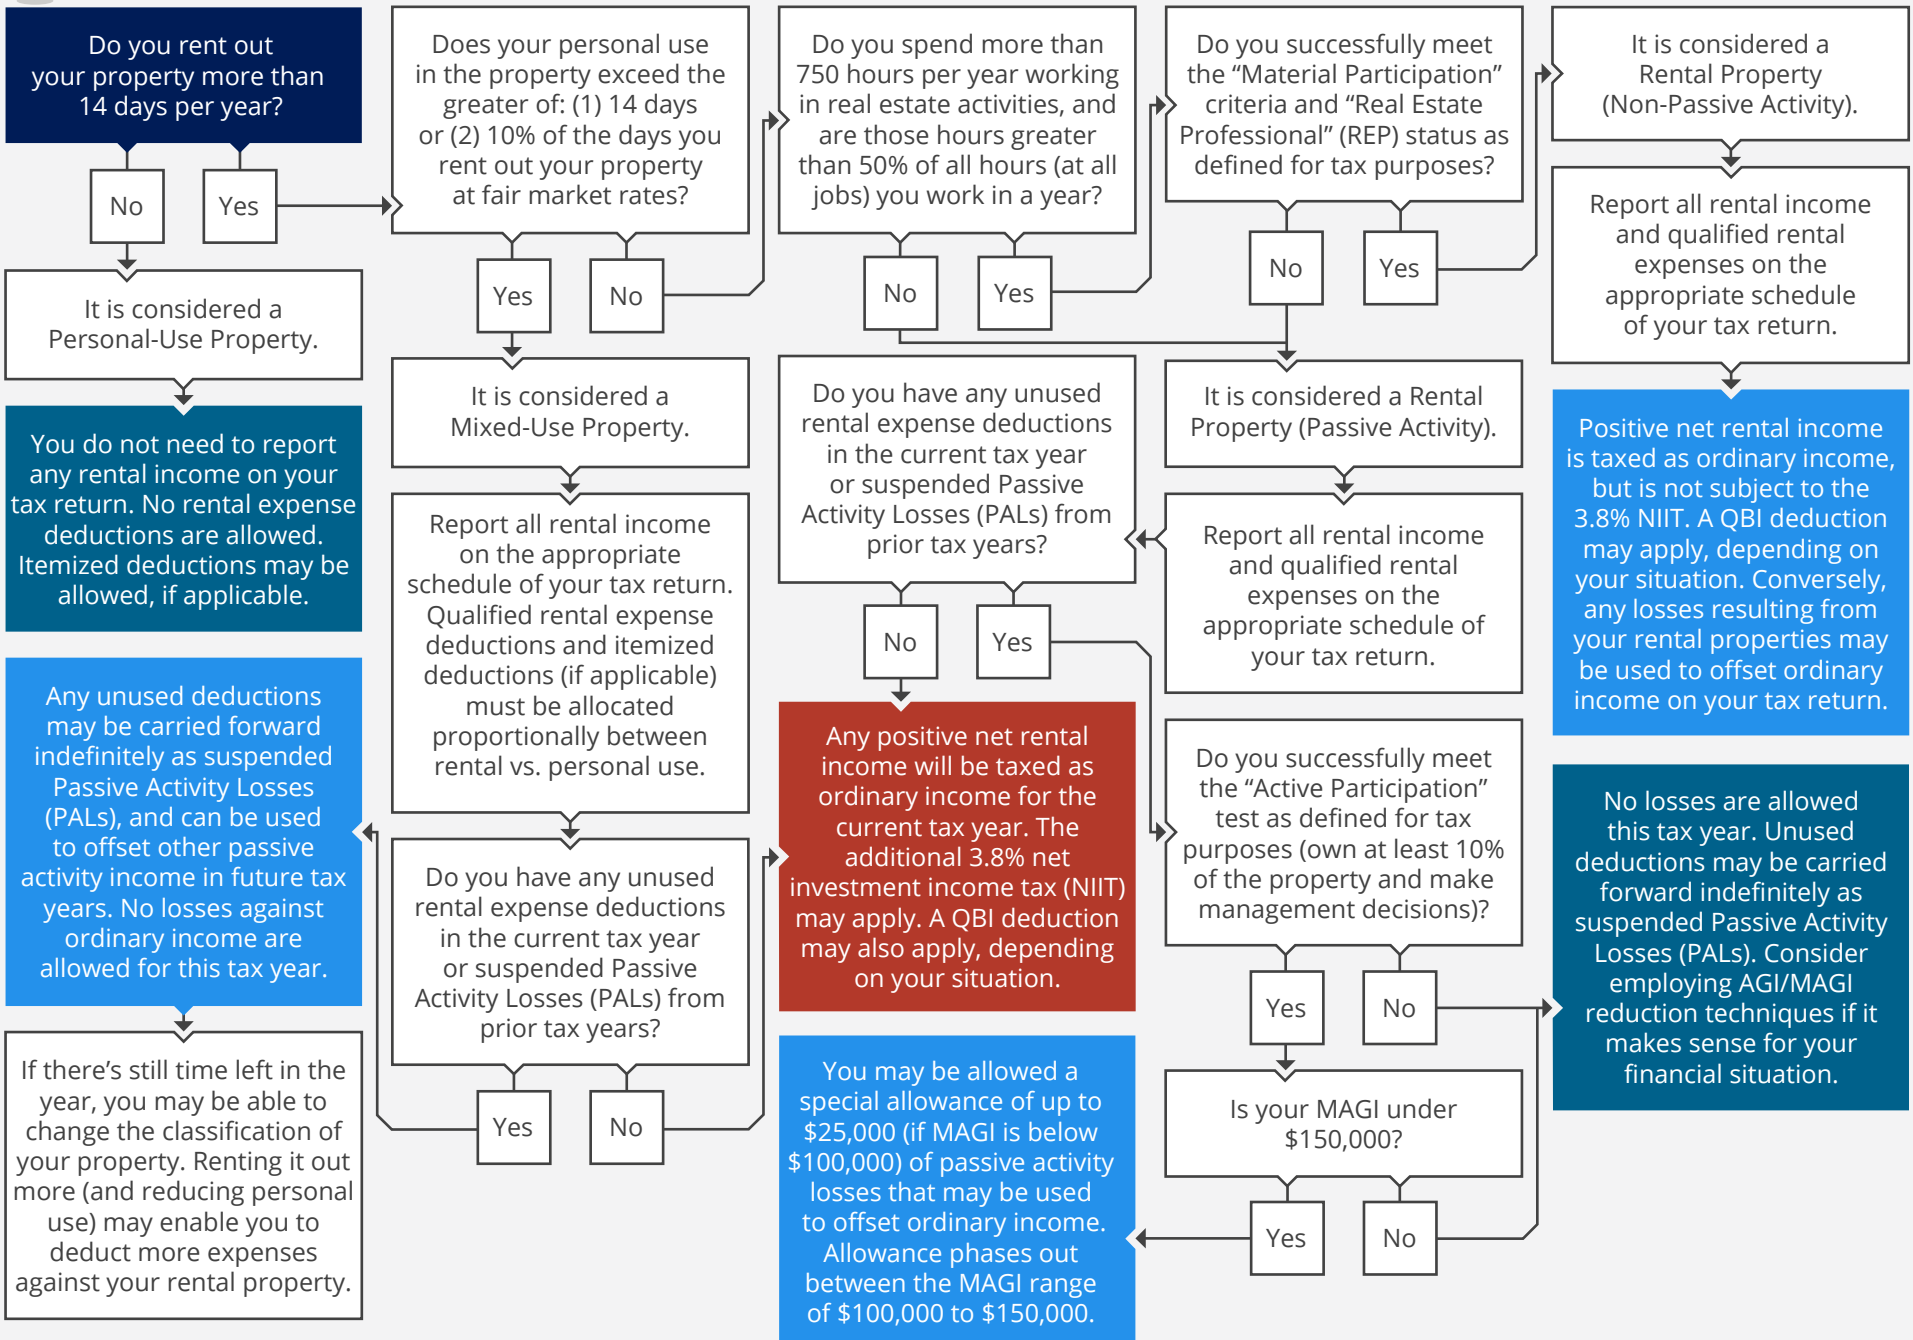 Do you rent out
your property more than
14 days per year?
No
Yes
It is considered a
Personal-Use Property.
You do not need to report
any rental income on your
tax return. No rental expense
deductions are allowed.
Itemized deductions may be
allowed, if applicable.
Any unused deductions
may be carried forward
indefinitely as suspended
Passive Activity Losses
(PALs), and can be used
to offset other passive
activity income in future tax
years. No losses against
ordinary income are
allowed for this tax year.
If there's still time left in the
year, you may be able to
change the classification of
your property. Renting it out
more (and reducing personal
use) may enable you to
deduct more expenses
against your rental property.
Does your personal use
in the property exceed the
greater of: (1) 14 days
or (2) 10% of the days you
rent out your property
at fair market rates?
Yes
No
It is considered a
Mixed-Use Property.
Report all rental income
on the appropriate
schedule of your tax return.
Qualified rental expense
deductions and itemized
deductions (if applicable)
must be allocated
proportionally between
rental vs. personal use.
Do you have any unused
rental expense deductions
in the current tax year
or suspended Passive
Activity Losses (PALs) from
prior tax years?
Yes
No
Do you spend more than
750 hours per year working
in real estate activities, and
are those hours greater
than 50% of all hours (at all
jobs) you work in a year?
No
Yes
Do you have any unused
rental expense deductions
in the current tax year
or suspended Passive
Activity Losses (PALs) from
prior tax years?
No
Yes
Any positive net rental
income will be taxed as
ordinary income for the
current tax year. The
additional 3.8% net
investment income tax (NIIT)
may apply. A QBI deduction
may also apply, depending
on your situation.
You may be allowed a
special allowance of up to
$25,000 (if MAGI is below
$100,000) of passive activity
losses that may be used
to offset ordinary income.
Allowance phases out
between the MAGI range
of $100,000 to $150,000.
Do you successfully meet
the “Material Participation”
criteria and “Real Estate
Professional” (REP) status as
defined for tax purposes?
No
Yes
It is considered a Rental
Property (Passive Activity).
Report all rental income
and qualified rental
expenses on the
appropriate schedule of
your tax return.
Do you successfully meet
the “Active Participation”
test as defined for tax
purposes (own at least 10%
of the property and make
management decisions)?
Yes
No
Is your MAGI under
$150,000?
Yes
No
It is considered a
Rental Property
(Non-Passive Activity).
Report all rental income
and qualified rental
expenses on the
appropriate schedule
of your tax return.
Positive net rental income
is taxed as ordinary income,
but is not subject to the
3.8% NIIT. A QBI deduction
may apply, depending on
your situation. Conversely,
any losses resulting from
your rental properties may
be used to offset ordinary
income on your tax return.
No losses are allowed
this tax year. Unused
deductions may be carried
forward indefinitely as
suspended Passive Activity
Losses (PALs). Consider
employing AGI/MAGI
reduction techniques if it
makes sense for your
financial situation.